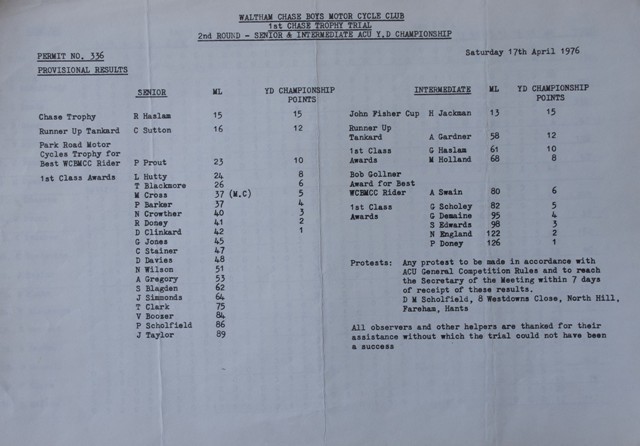 WALTHAM CHASE BOYS MOTOR CYCLE CLUB
1st CHASE TROPHY TRIAL
2nd ROUND - SENIOR & INTERMEDIATE ACU Y.D CHAMPIONSHIP
PERMIT NO. 336
Saturday 17th April 1976
PROVISIONAL RESULTS
SENIOR ML YD CHAMPIONSHIP POINTS
Chase Trophy R Haslam 15 15
Runner Up Tankard C Sutton 16 12
Park Road Motor
Cycles Trophy for
Best WCBMCC Rider P Prout 23 10
1st Class Awards L Hutty 24 8
T Blackmore 26 6
M Cross 37 (M.C) 5
P Barker 37 4
N Crowther 40 3
R Doney 41 2
D Clinkard 42 1
G Jones 45
C Stainer 47
D Davies 48
N Wilson 51
A Gregory 53
S Blagden 62
J Simmonds 64
T Clark 75
V Boozer 84
P Scholfield 86
J Taylor 89
INTERMEDIATE ML YD CHAMPIONSHIP POINTS
John Fisher Cup H Jackman 13 15
Runner Up
Tankard A Gardner 58 12
1st Class G Haslam 61 10
Awards M Holland 68 8
Bob Gollner
Award for Best
WCBMCC Rider A Swain 80 6
1st Class G Scholey 82 5
Awards G Demaine 95 4
S Edwards 98 3
N England 122 2
P Doney 126 1
Protests: Any protest to be made in accordance with
ACU General Competition Rules and to reach
the Secretary of the Meeting within 7 days
of receipt of these results.
D M Scholfield, 8 Westdowns Close, North Hill,
Fareham, Hants
All observers and other helpers are thanked for their
assistance without which the trial could not have been
a success